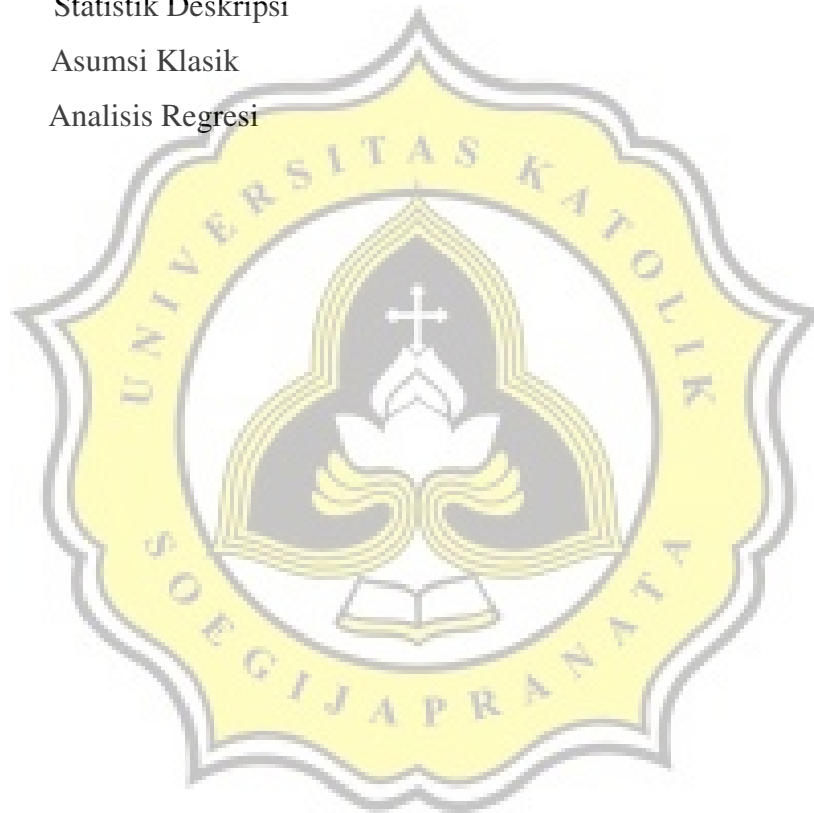 Statistik Deskripsi
Asumsi Klasik
Analisis Regresi
UNIVERSITAS KATOLIK
SOEGIJAPRANATA